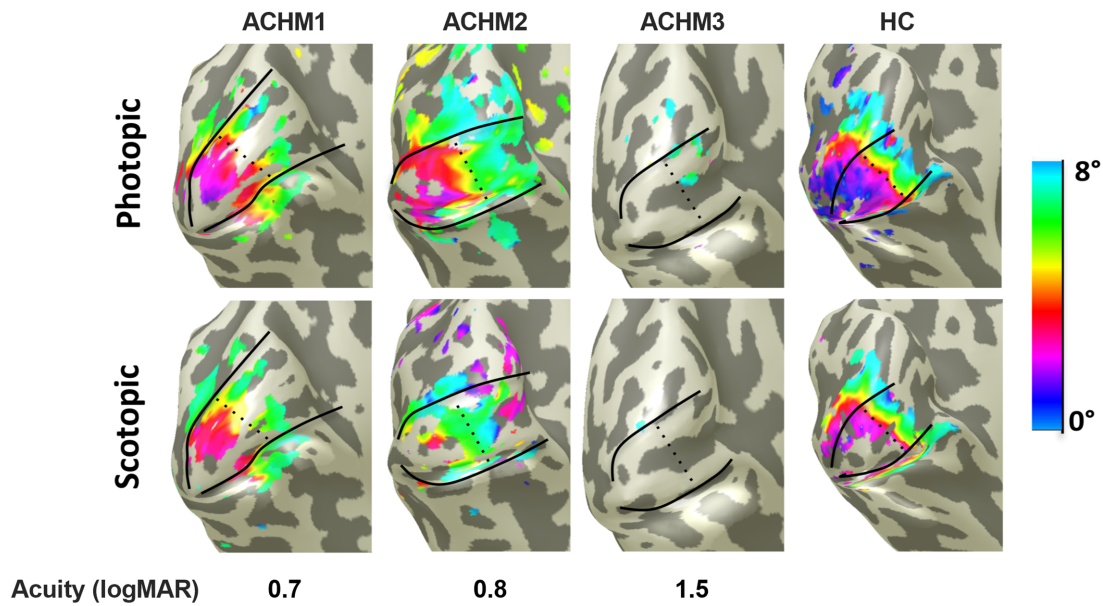 ACHM1 ACHM2 ACHM3 HC
Photopic
8°
0°
Scotopic
Acuity (logMAR) 0.7 0.8 1.5